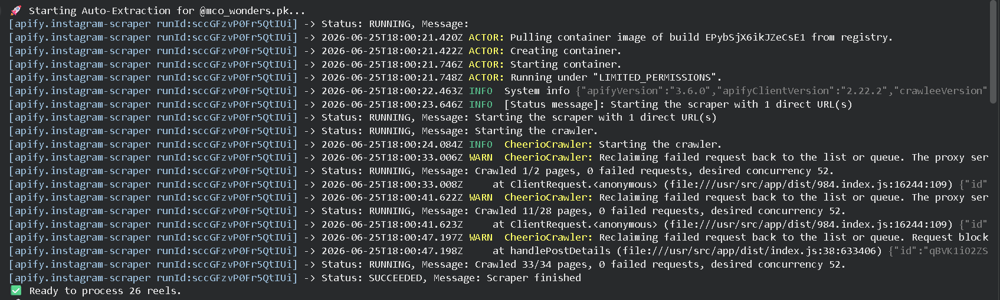 🚀 Starting Auto-Extraction for @mco_wonders.pk...
[apify.instagram-scraper runId:sccGFzvP0Fr5QtIUi] -> Status: RUNNING, Message:
[apify.instagram-scraper runId:sccGFzvP0Fr5QtIUi] -> 2026-06-25T18:00:21.420Z ACTOR: Pulling container image of build EPybSjX6ikJZeCsE1 from registry.
[apify.instagram-scraper runId:sccGFzvP0Fr5QtIUi] -> 2026-06-25T18:00:21.422Z ACTOR: Creating container.
[apify.instagram-scraper runId:sccGFzvP0Fr5QtIUi] -> 2026-06-25T18:00:21.746Z ACTOR: Starting container.
[apify.instagram-scraper runId:sccGFzvP0Fr5QtIUi] -> 2026-06-25T18:00:21.748Z ACTOR: Running under "LIMITED_PERMISSIONS".
[apify.instagram-scraper runId:sccGFzvP0Fr5QtIUi] -> 2026-06-25T18:00:22.463Z INFO  System info {"apifyVersion":"3.6.0","apifyClientVersion":"2.22.2","crawleeVersion"
[apify.instagram-scraper runId:sccGFzvP0Fr5QtIUi] -> 2026-06-25T18:00:23.646Z INFO  [Status message]: Starting the scraper with 1 direct URL(s)
[apify.instagram-scraper runId:sccGFzvP0Fr5QtIUi] -> Status: RUNNING, Message: Starting the scraper with 1 direct URL(s)
[apify.instagram-scraper runId:sccGFzvP0Fr5QtIUi] -> Status: RUNNING, Message: Starting the crawler.
[apify.instagram-scraper runId:sccGFzvP0Fr5QtIUi] -> 2026-06-25T18:00:24.084Z INFO  CheerioCrawler: Starting the crawler.
[apify.instagram-scraper runId:sccGFzvP0Fr5QtIUi] -> 2026-06-25T18:00:33.006Z WARN  CheerioCrawler: Reclaiming failed request back to the list or queue. The proxy ser
[apify.instagram-scraper runId:sccGFzvP0Fr5QtIUi] -> Status: RUNNING, Message: Crawled 1/2 pages, 0 failed requests, desired concurrency 52.
[apify.instagram-scraper runId:sccGFzvP0Fr5QtIUi] -> 2026-06-25T18:00:33.008Z     at ClientRequest.<anonymous> (file:///usr/src/app/dist/984.index.js:16244:109) {"id"
[apify.instagram-scraper runId:sccGFzvP0Fr5QtIUi] -> 2026-06-25T18:00:41.622Z WARN  CheerioCrawler: Reclaiming failed request back to the list or queue. The proxy ser
[apify.instagram-scraper runId:sccGFzvP0Fr5QtIUi] -> Status: RUNNING, Message: Crawled 11/28 pages, 0 failed requests, desired concurrency 52.
[apify.instagram-scraper runId:sccGFzvP0Fr5QtIUi] -> 2026-06-25T18:00:41.623Z     at ClientRequest.<anonymous> (file:///usr/src/app/dist/984.index.js:16244:109) {"id"
[apify.instagram-scraper runId:sccGFzvP0Fr5QtIUi] -> 2026-06-25T18:00:47.197Z WARN  CheerioCrawler: Reclaiming failed request back to the list or queue. Request block
[apify.instagram-scraper runId:sccGFzvP0Fr5QtIUi] -> 2026-06-25T18:00:47.198Z     at handlePostDetails (file:///usr/src/app/dist/index.js:38:633406) {"id":"qBVK1iO2ZS
[apify.instagram-scraper runId:sccGFzvP0Fr5QtIUi] -> Status: RUNNING, Message: Crawled 33/34 pages, 0 failed requests, desired concurrency 52.
[apify.instagram-scraper runId:sccGFzvP0Fr5QtIUi] -> Status: SUCCEEDED, Message: Scraper finished
✅ Ready to process 26 reels.